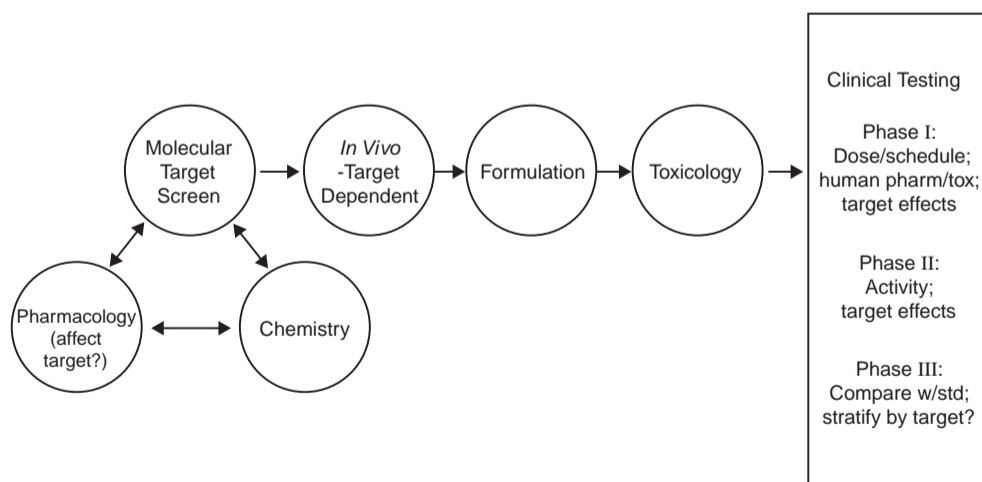 Molecular
Target
Screen
In Vivo
-Target
Dependent
Formulation
Toxicology
Pharmacology
(affect
target?)
Chemistry
Clinical Testing
Phase I:
Dose/schedule;
human pharm/tox;
target effects
Phase II:
Activity;
target effects
Phase III:
Compare w/std;
stratify by target?